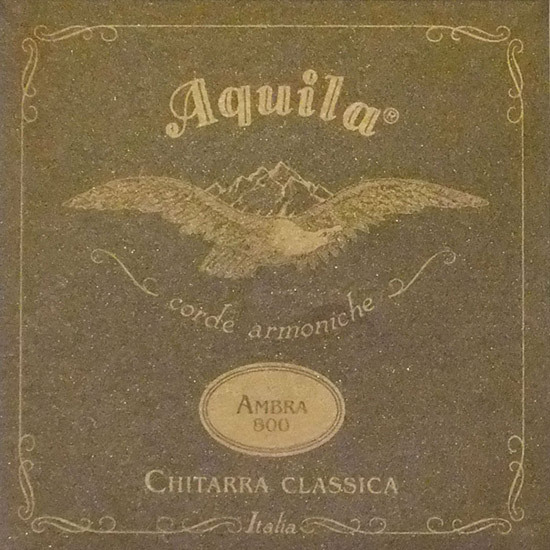 Aquila®
corde armoniche
AMBRA
800
CHITARRA CLASSICA
Italia